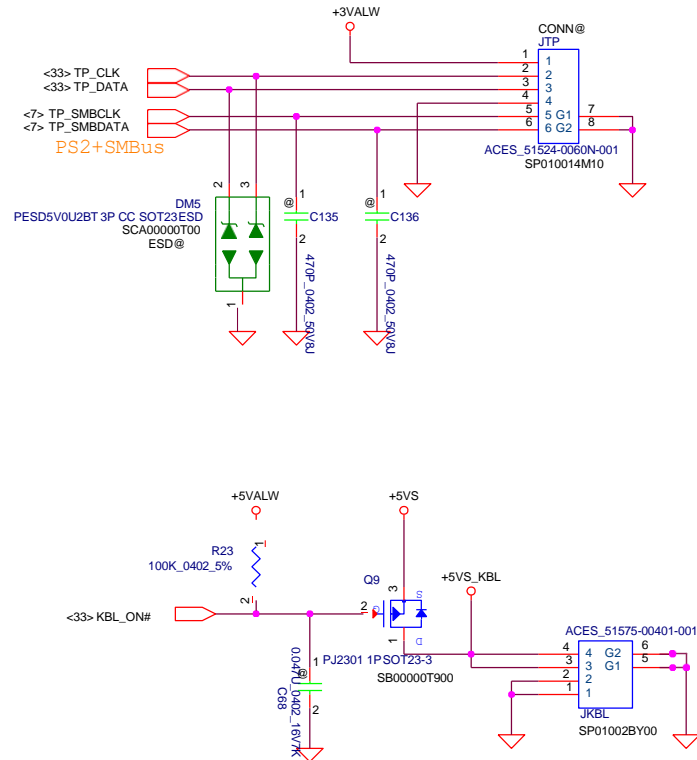 +3VALW
CONN@
JTP
1
1
<33> TP_CLK
2
2
<33> TP_DATA
3
3
4
4
<7> TP_SMBCLK
5
5 G1
7
<7> TP_SMBDATA
6
6 G2
8
PS2+SMBus
ACES_51524-0060N-001
SP010014M10
2
3
DM5
PESD5V0U2BT 3P CC SOT23 ESD
SCA00000T00
ESD@
1
@
1
C135
2
470P_0402_50V8J
@
1
C136
2
470P_0402_50V8J
+5VALW
+5VS
R23
100K_0402_5%
1
2
Q9
3
S
+5VS_KBL
<33> KBL_ON#
2
G
1
D
PJ2301 1P SOT23-3
SB00000T900
0.047U_0402_16V7K
1
@
C68
2
ACES_51575-00401-001
4
4
G2
6
3
3
G1
5
2
2
1
1
JKBL
SP01002BY00